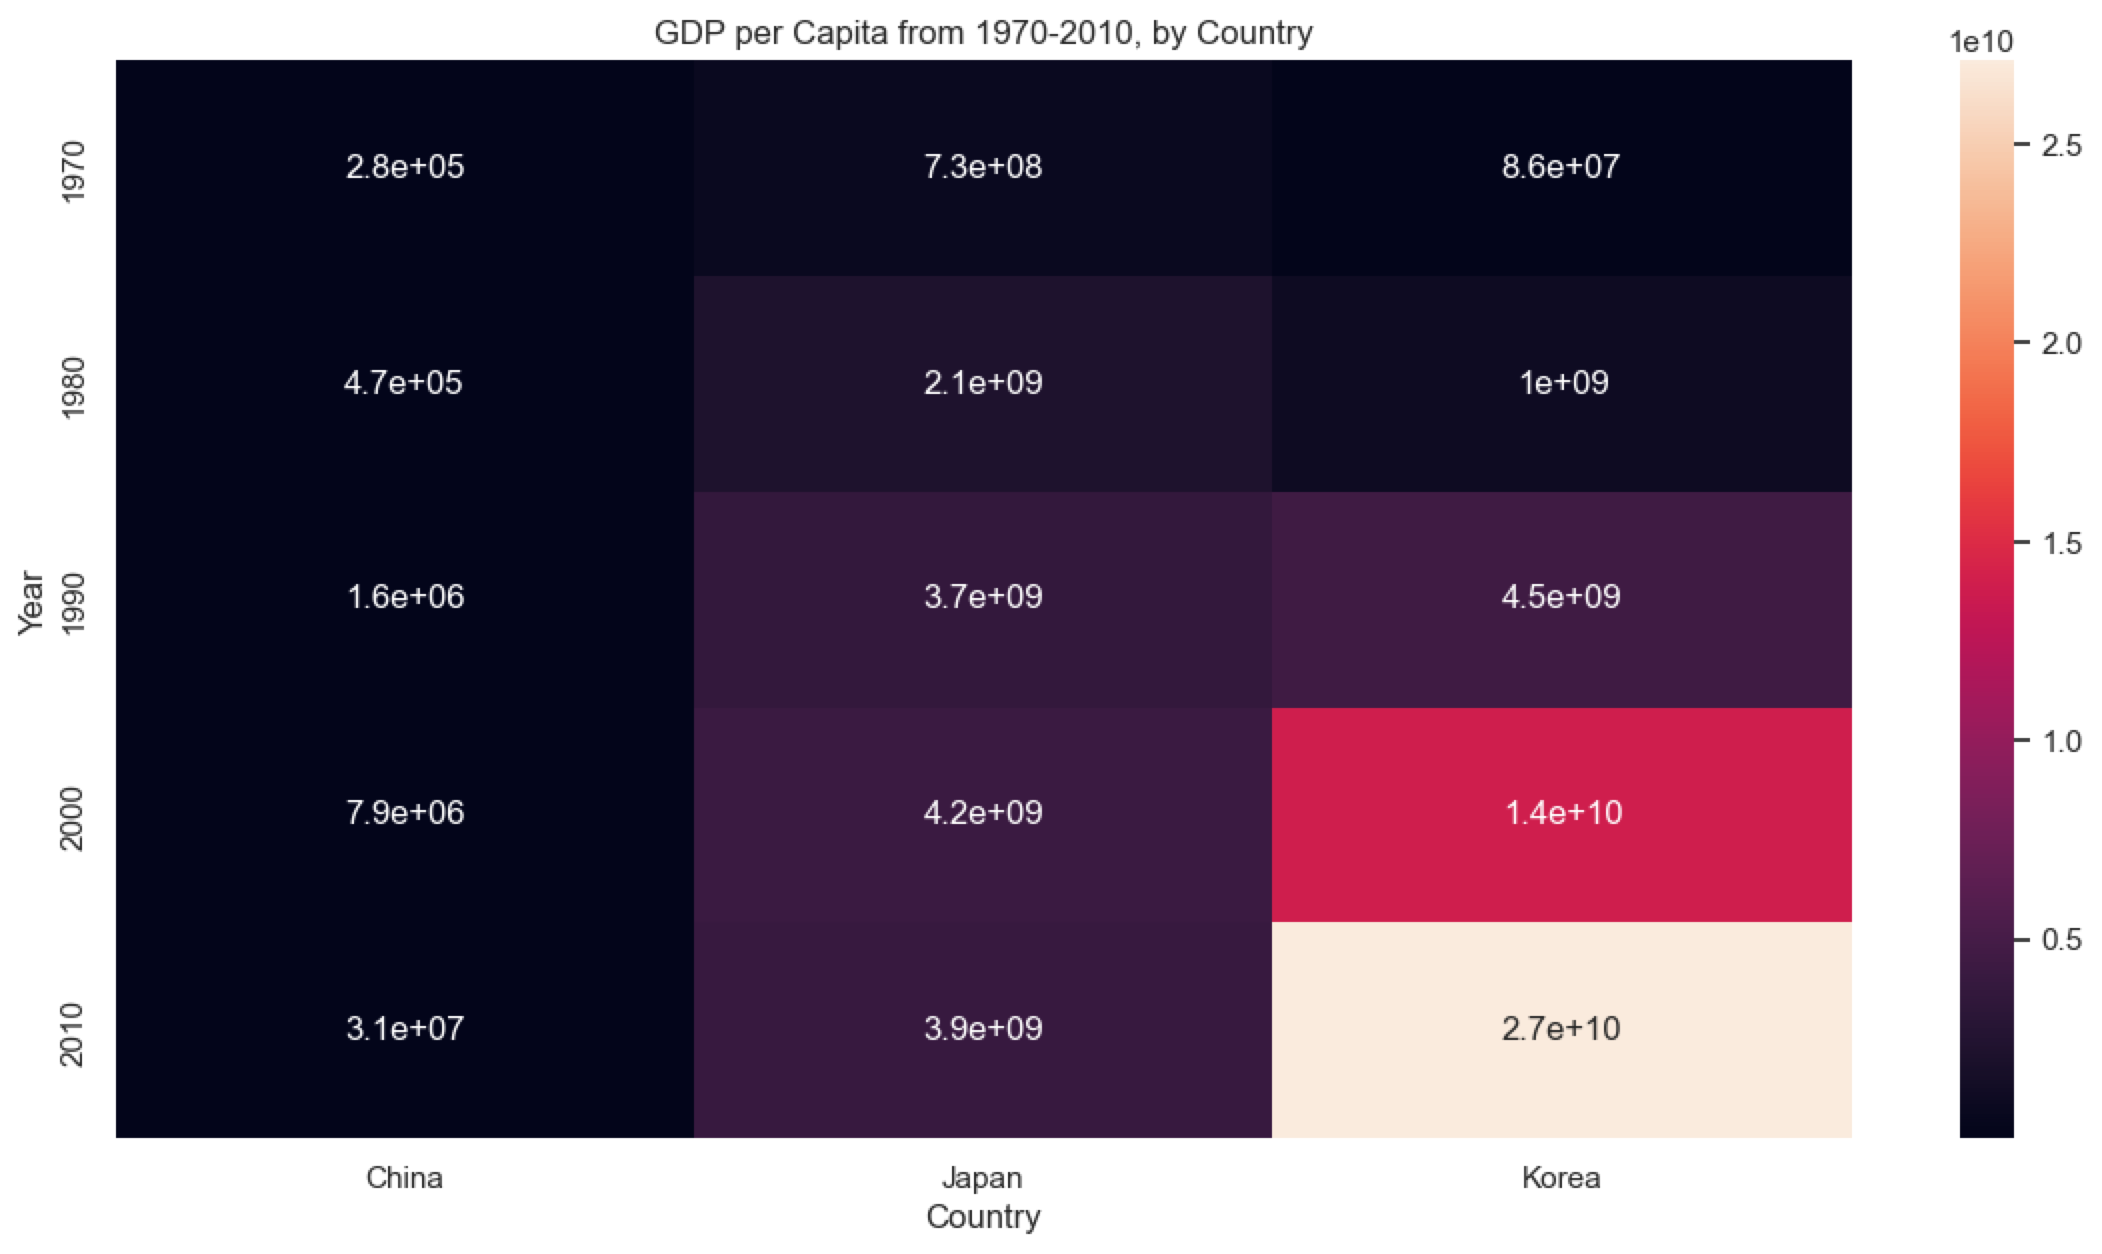 GDP per Capita from 1970-2010, by Country
1e10
1970
2.8e+05 7.3e+08 8.6e+07
1980
4.7e+05 2.1e+09 1e+09
Year
1990
1.6e+06 3.7e+09 4.5e+09
2000
7.9e+06 4.2e+09 1.4e+10
2010
3.1e+07 3.9e+09 2.7e+10
China Japan Korea
Country
2.5
2.0
1.5
1.0
0.5